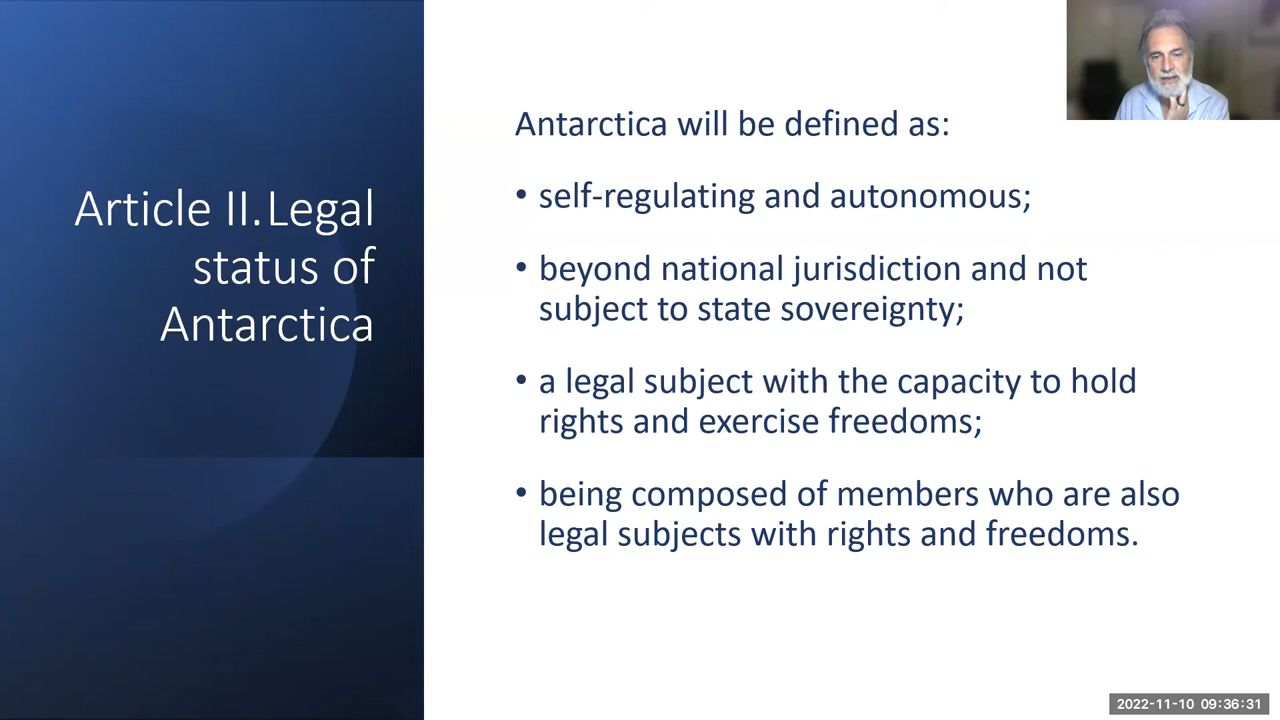 Article II.Legal
status of
Antarctica
Antarctica will be defined as:
• self-regulating and autonomous;
• beyond national jurisdiction and not
subject to state sovereignty;
• a legal subject with the capacity to hold
rights and exercise freedoms;
• being composed of members who are also
legal subjects with rights and freedoms.
2022-11-10 09:36:31